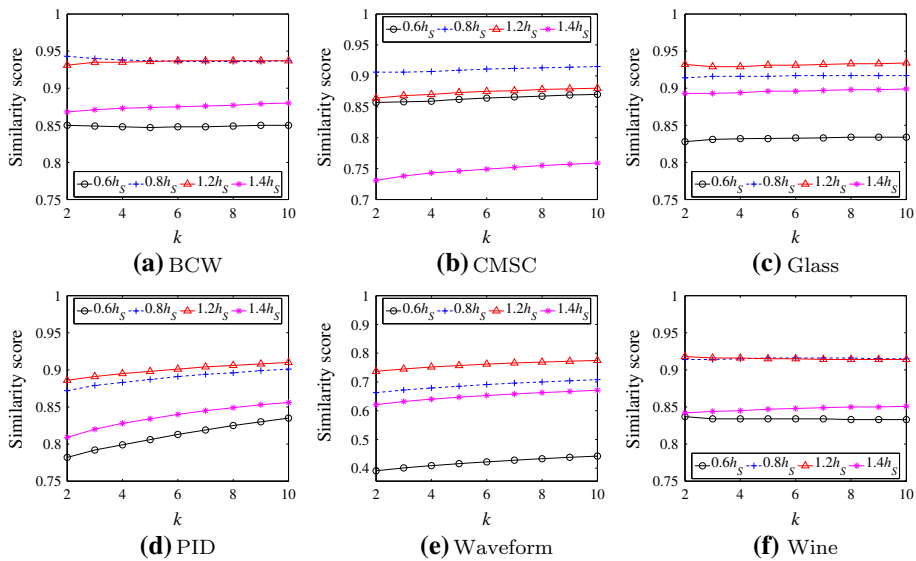 Similarity score
1
0.95
0.9
0.85
0.8
0.75
0.6h_S 0.8h_S 1.2h_S 1.4h_S
2 4 6 8 10
k
(a) BCW
Similarity score
1
0.95
0.9
0.85
0.8
0.75
0.7
0.6h_S 0.8h_S 1.2h_S 1.4h_S
2 4 6 8 10
k
(b) CMSC
Similarity score
1
0.95
0.9
0.85
0.8
0.75
0.6h_S 0.8h_S 1.2h_S 1.4h_S
2 4 6 8 10
k
(c) Glass
Similarity score
1
0.95
0.9
0.85
0.8
0.75
0.6h_S 0.8h_S 1.2h_S 1.4h_S
2 4 6 8 10
k
(d) PID
Similarity score
1
0.9
0.8
0.7
0.6
0.5
0.4
0.6h_S 0.8h_S 1.2h_S 1.4h_S
2 4 6 8 10
k
(e) Waveform
Similarity score
1
0.95
0.9
0.85
0.8
0.75
0.6h_S 0.8h_S 1.2h_S 1.4h_S
2 4 6 8 10
k
(f) Wine